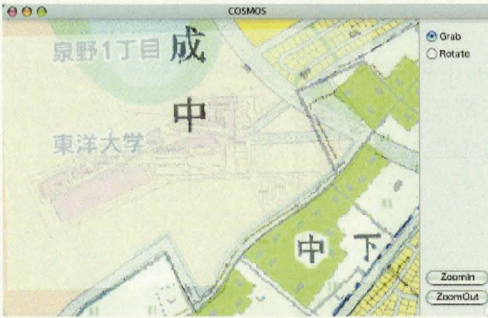 COSMOS
Grab
Rotate
成
泉野1丁目
中
東洋大学
中 下
ZoomIn
ZoomOut